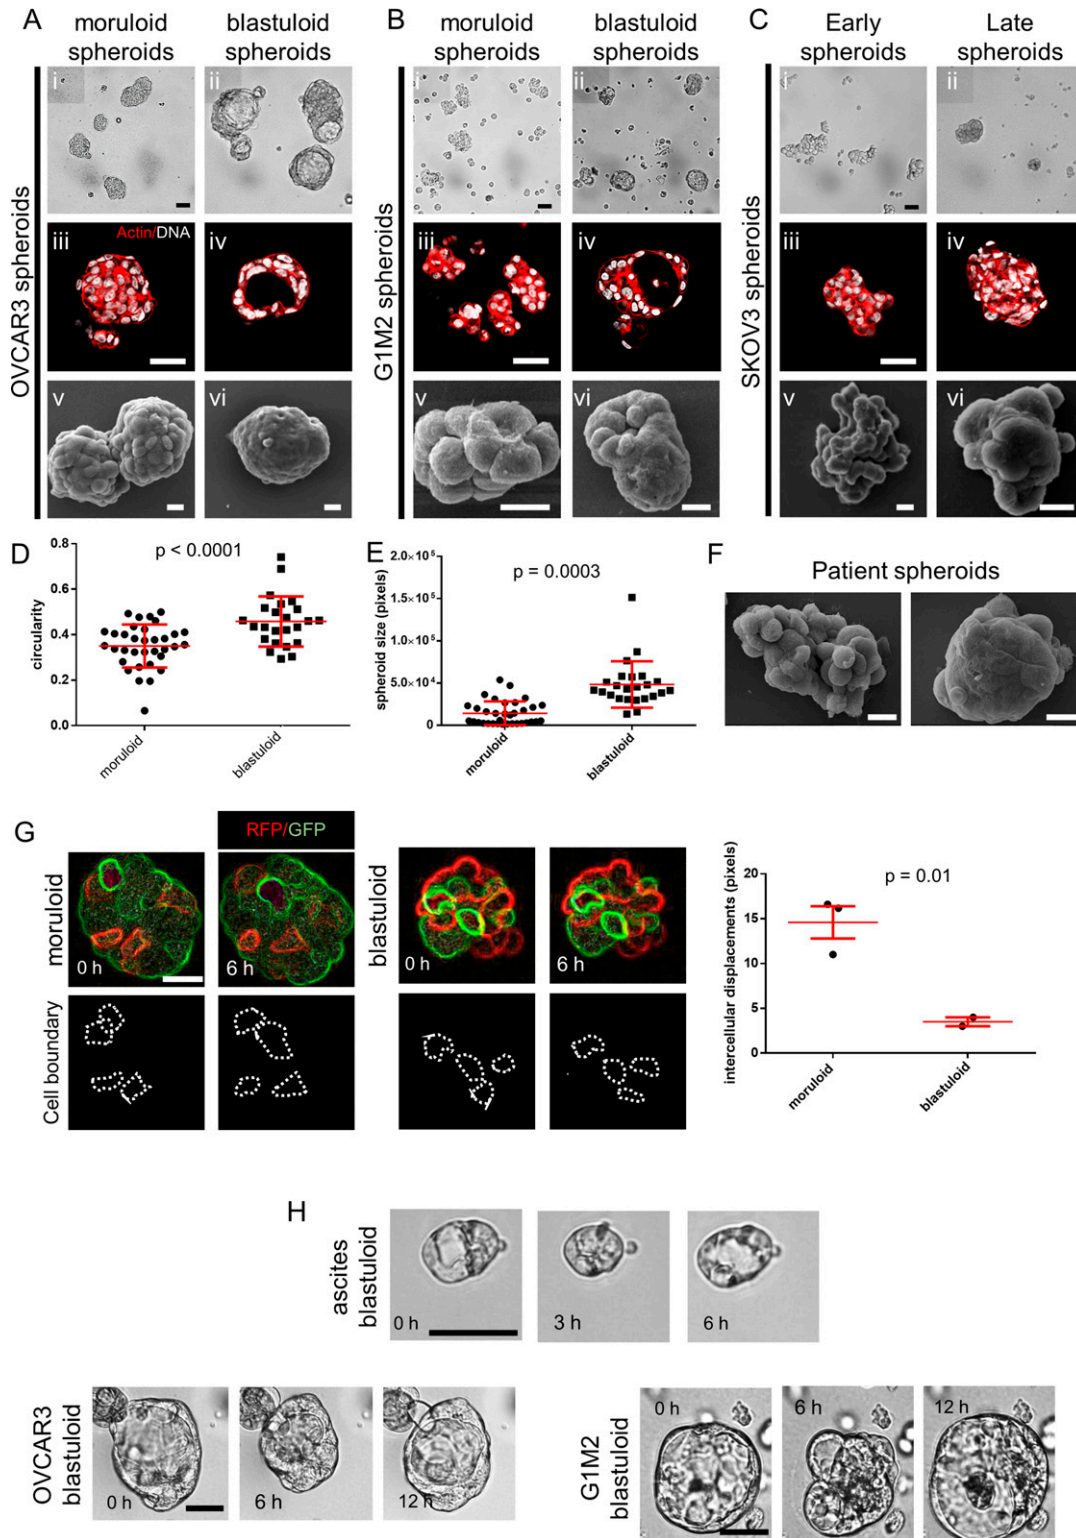 A
moruloid
spheroids
blastuloid
spheroids
OVCAR3 spheroids
i
ii
iii
Actin/DNA
iv
v
vi
B
moruloid
spheroids
blastuloid
spheroids
G1M2 spheroids
i
ii
iii
iv
v
vi
C
Early
spheroids
Late
spheroids
SKOV3 spheroids
i
ii
iii
iv
v
vi
D
p < 0.0001
circularity
0.8
0.6
0.4
0.2
0.0
moruloid
blastuloid
E
p = 0.0003
spheroid size (pixels)
2.0×10⁵
1.5×10⁵
1.0×10⁵
5.0×10⁴
0
moruloid
blastuloid
F
Patient spheroids
G
RFP/GFP
moruloid
0 h
6 h
blastuloid
0 h
6 h
Cell boundary
p = 0.01
intercellular displacements (pixels)
20
15
10
5
0
moruloid
blastuloid
H
ascites
blastuloid
0 h
3 h
6 h
OVCAR3
blastuloid
0 h
6 h
12 h
G1M2
blastuloid
0 h
6 h
12 h